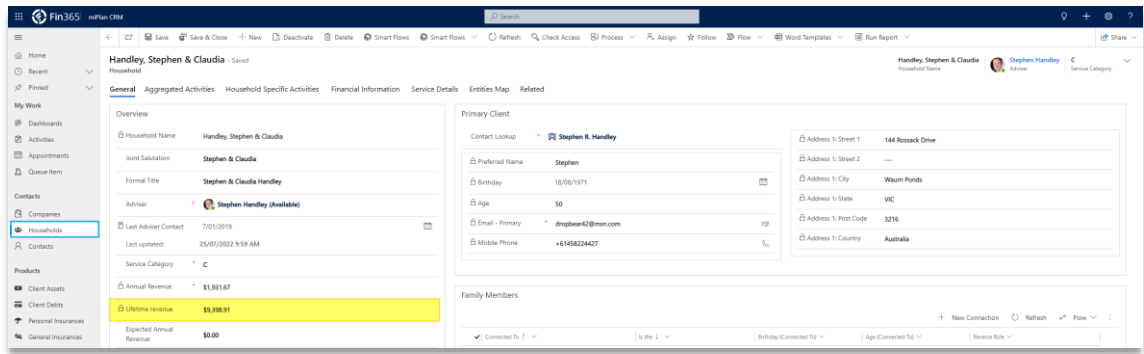 Fin365 miPlan CRM
Search
Save Save & Close New Deactivate Delete Smart Flows Smart Flows Refresh Check Access Process Assign Follow Flow Word Templates Run Report Share
Home
Recent
Pinned
My Work
Dashboards
Activities
Appointments
Queue Item
Contacts
Companies
Households
Contacts
Products
Client Assets
Client Debts
Personal Insurances
General Insurances
Handley, Stephen & Claudia - Saved
Household
Handley, Stephen & Claudia
Household Name
Stephen Handley
Adviser
C
Service Category
General Aggregated Activities Household Specific Activities Financial Information Service Details Entities Map Related
Overview
Household Name Handley, Stephen & Claudia
Joint Salutation Stephen & Claudia
Formal Title Stephen & Claudia Handley
Adviser * Stephen Handley (Available)
Last Adviser Contact 7/01/2019
Last updated: 25/07/2022 9:59 AM
Service Category * C
Annual Revenue * $1,931.67
Lifetime revenue $9,398.91
Expected Annual
Revenue
$0.00
Primary Client
Contact Lookup * Stephen R. Handley
Preferred Name Stephen
Birthday 18/08/1971
Age 50
Email - Primary * dropbear42@msn.com
Mobile Phone +61458224427
Address 1: Street 1 144 Rossack Drive
Address 1: Street 2 ---
Address 1: City Waurn Ponds
Address 1: State VIC
Address 1: Post Code 3216
Address 1: Country Australia
Family Members
New Connection Refresh Flow
Connected To Is the Birthday (Connected To) Age (Connected To) Reverse Role